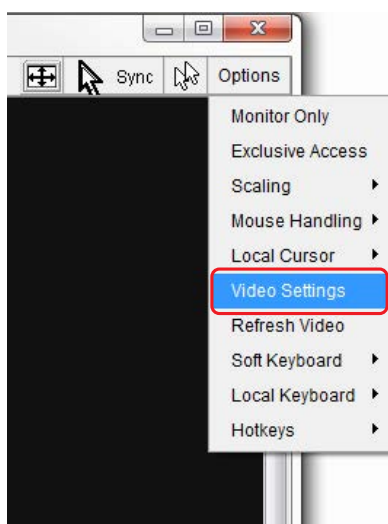 Sync Options
Monitor Only
Exclusive Access
Scaling
Mouse Handling
Local Cursor
Video Settings
Refresh Video
Soft Keyboard
Local Keyboard
Hotkeys